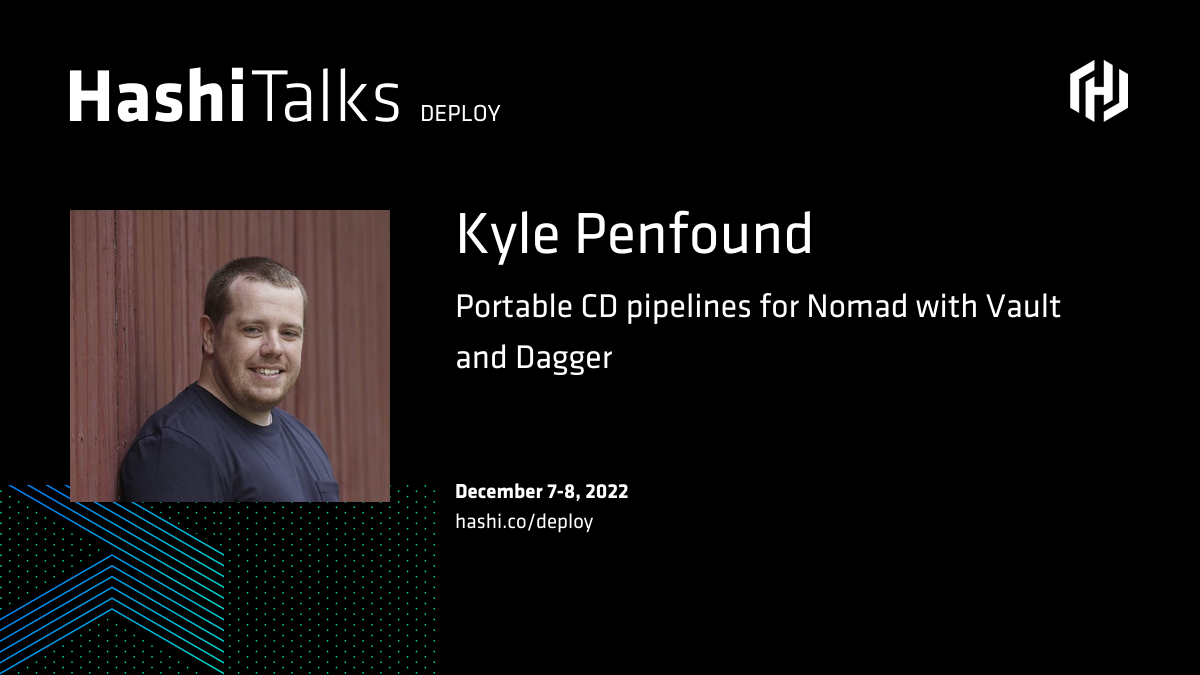 HashiTalks DEPLOY
Kyle Penfound
Portable CD pipelines for Nomad with Vault
and Dagger
December 7-8, 2022
hashi.co/deploy